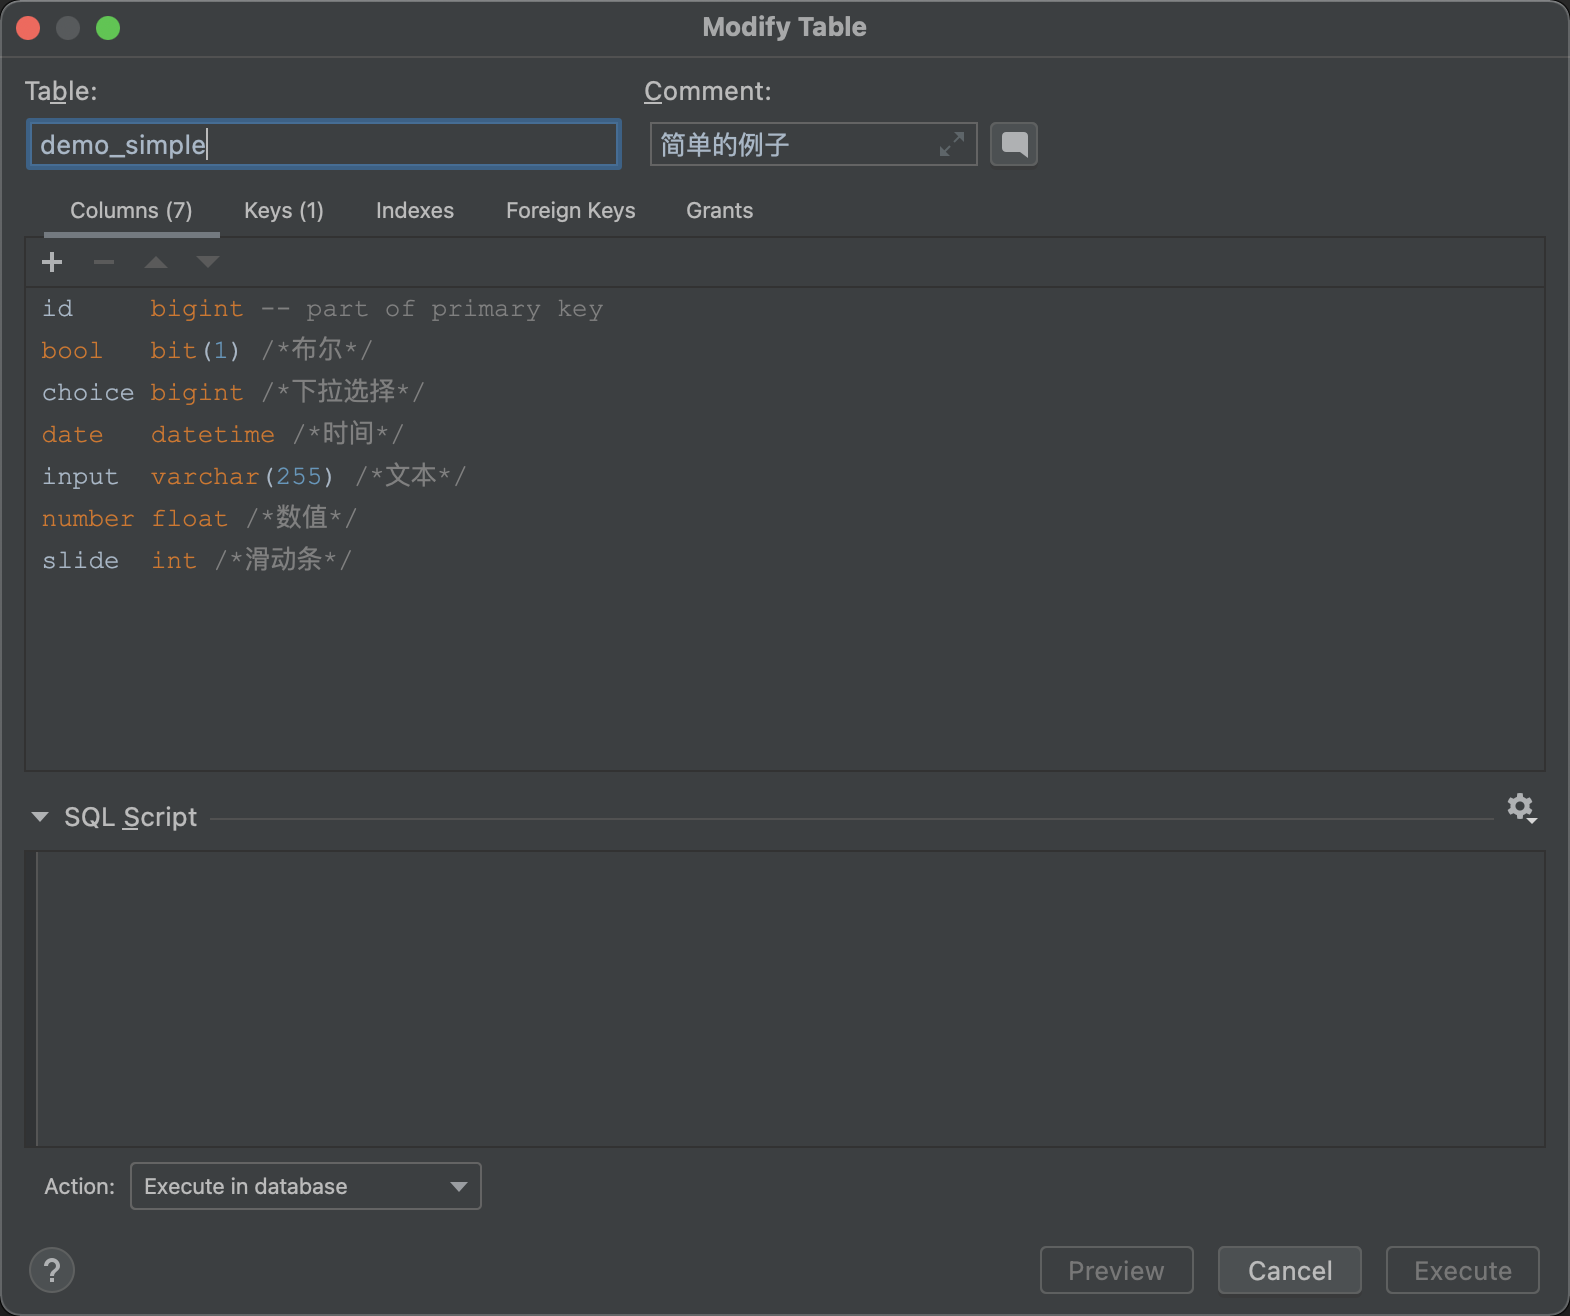 Modify Table
Table: Comment:
demo_simple 简单的例子
Columns (7) Keys (1) Indexes Foreign Keys Grants
id bigint -- part of primary key
bool bit(1) /*布尔*/
choice bigint /*下拉选择*/
date datetime /*时间*/
input varchar(255) /*文本*/
number float /*数值*/
slide int /*滑动条*/
SQL Script
Action: Execute in database
? Preview Cancel Execute